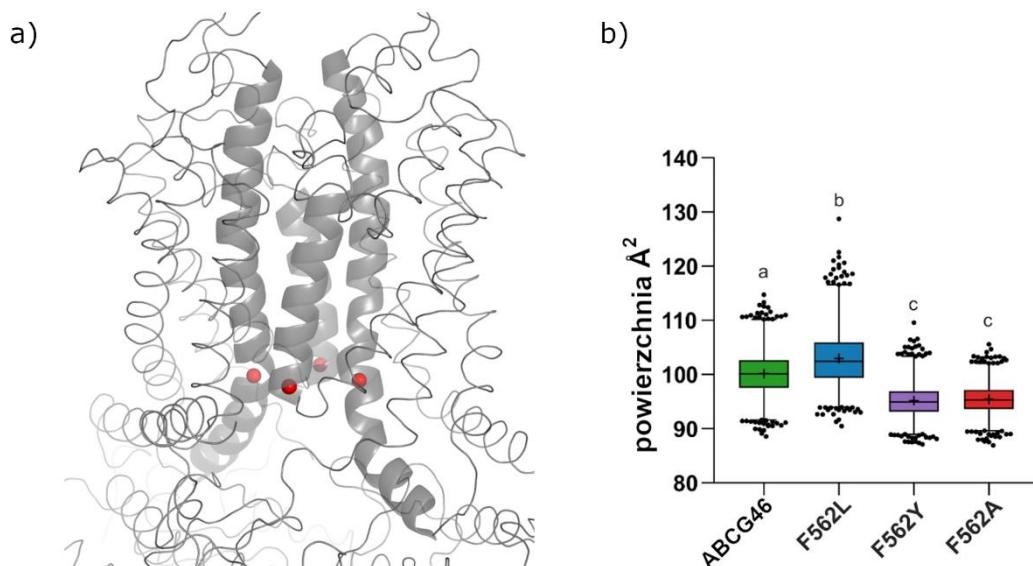 a)
b)
powierzchnia Å²
140
130
120
110
100
90
80
a
b
c
c
ABCG46
F562L
F562Y
F562A